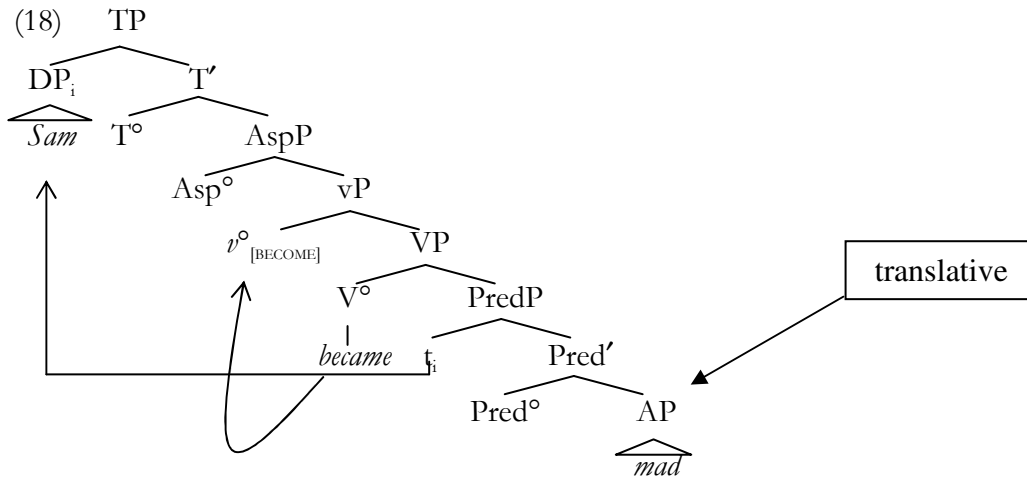 (18) TP
DPᵢ T′
Sam T° AspP
Asp° vP
v°[BECOME] VP
translative
V° PredP
became tᵢ Pred′
Pred° AP
mad